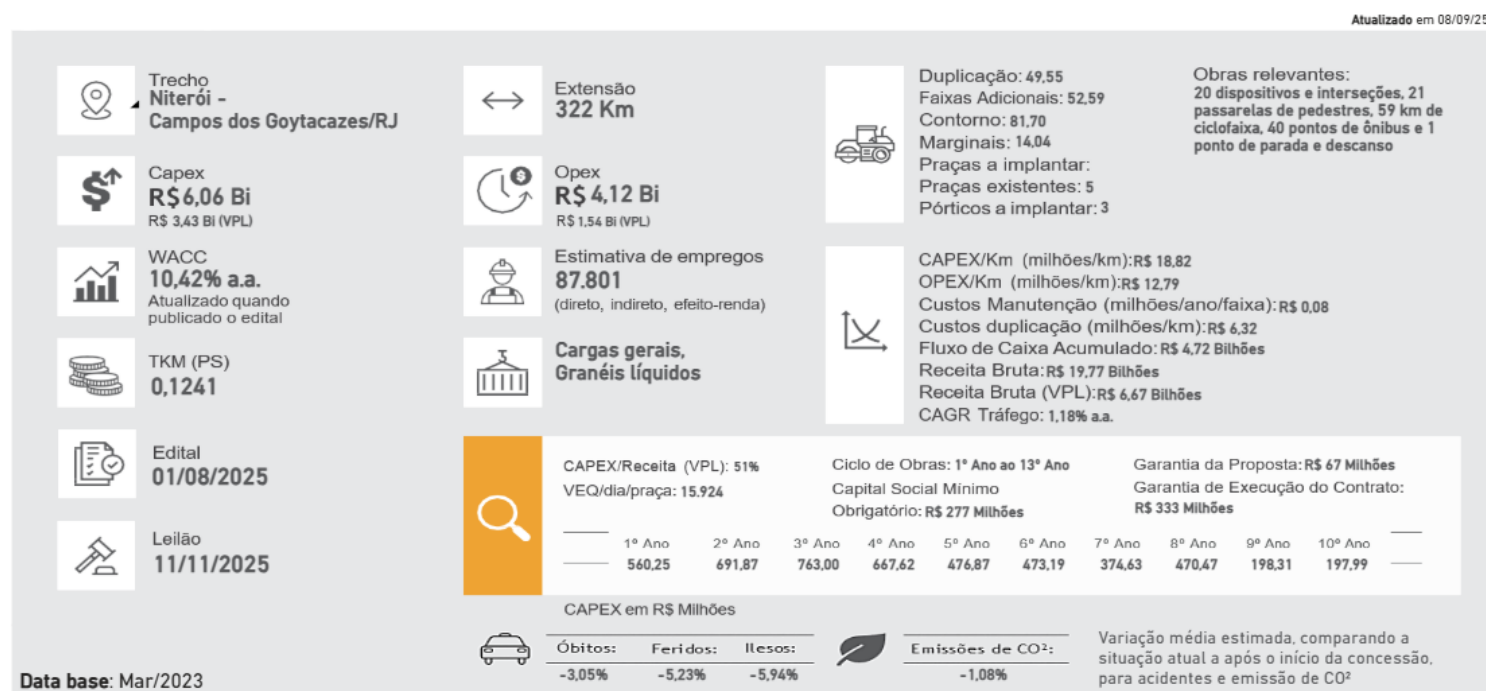 Atualizado em 08/09/25
Trecho
Niterói -
Campos dos Goytacazes/RJ
Capex
R$6,06 Bi
R$ 3,43 Bi (VPL)
WACC
10,42% a.a.
Atualizado quando
publicado o edital
TKM (PS)
0,1241
Edital
01/08/2025
Leilão
11/11/2025
Extensão
322 Km
Opex
R$ 4,12 Bi
R$ 1,54 Bi (VPL)
Estimativa de empregos
87.801
(direto, indireto, efeito-renda)
Cargas gerais,
Granéis líquidos
Duplicação: 49,55
Faixas Adicionais: 52,59
Contorno: 81,70
Marginais: 14,04
Praças a implantar:
Praças existentes: 5
Pórticos a implantar: 3
Obras relevantes:
20 dispositivos e interseções, 21
passarelas de pedestres, 59 km de
ciclofaixa, 40 pontos de ônibus e 1
ponto de parada e descanso
CAPEX/Km (milhões/km):R$ 18,82
OPEX/Km (milhões/km):R$ 12,79
Custos Manutenção (milhões/ano/faixa): R$ 0,08
Custos duplicação (milhões/km):R$ 6,32
Fluxo de Caixa Acumulado: R$ 4,72 Bilhões
Receita Bruta: R$ 19,77 Bilhões
Receita Bruta (VPL):R$ 6,67 Bilhões
CAGR Tráfego: 1,18% a.a.
CAPEX/Receita (VPL): 51%
VEQ/dia/praça: 15.924
Ciclo de Obras: 1º Ano ao 13º Ano
Capital Social Mínimo
Obrigatório: R$ 277 Milhões
Garantia da Proposta: R$ 67 Milhões
Garantia de Execução do Contrato:
R$ 333 Milhões
1º Ano 2º Ano 3º Ano 4º Ano 5º Ano 6º Ano 7º Ano 8º Ano 9º Ano 10º Ano
560,25 691,87 763,00 667,62 476,87 473,19 374,63 470,47 198,31 197,99
CAPEX em R$ Milhões
Óbitos: Feridos: Ilesos:
-3,05% -5,23% -5,94%
Emissões de CO²:
-1,08%
Variação média estimada, comparando a
situação atual a após o início da concessão,
para acidentes e emissão de CO²
Data base: Mar/2023